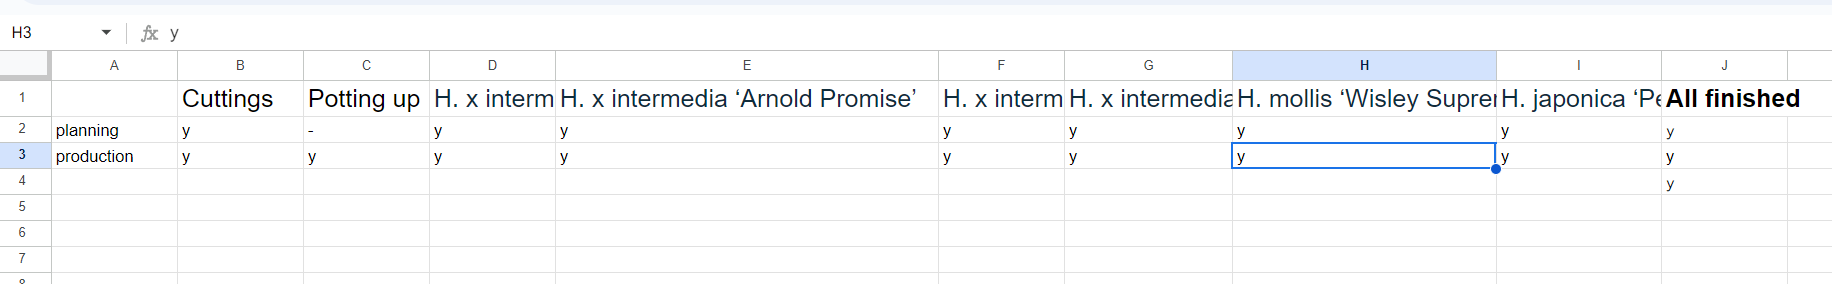 H3 fx y
A B C D E F G H I J
1 Cuttings Potting up H. x interm H. x intermedia ‘Arnold Promise’ H. x interm H. x intermedia H. mollis ‘Wisley Supre H. japonica ‘Pe All finished
2 planning y - y y y y y y y
3 production y y y y y y y y y
4 y
5
6
7
8